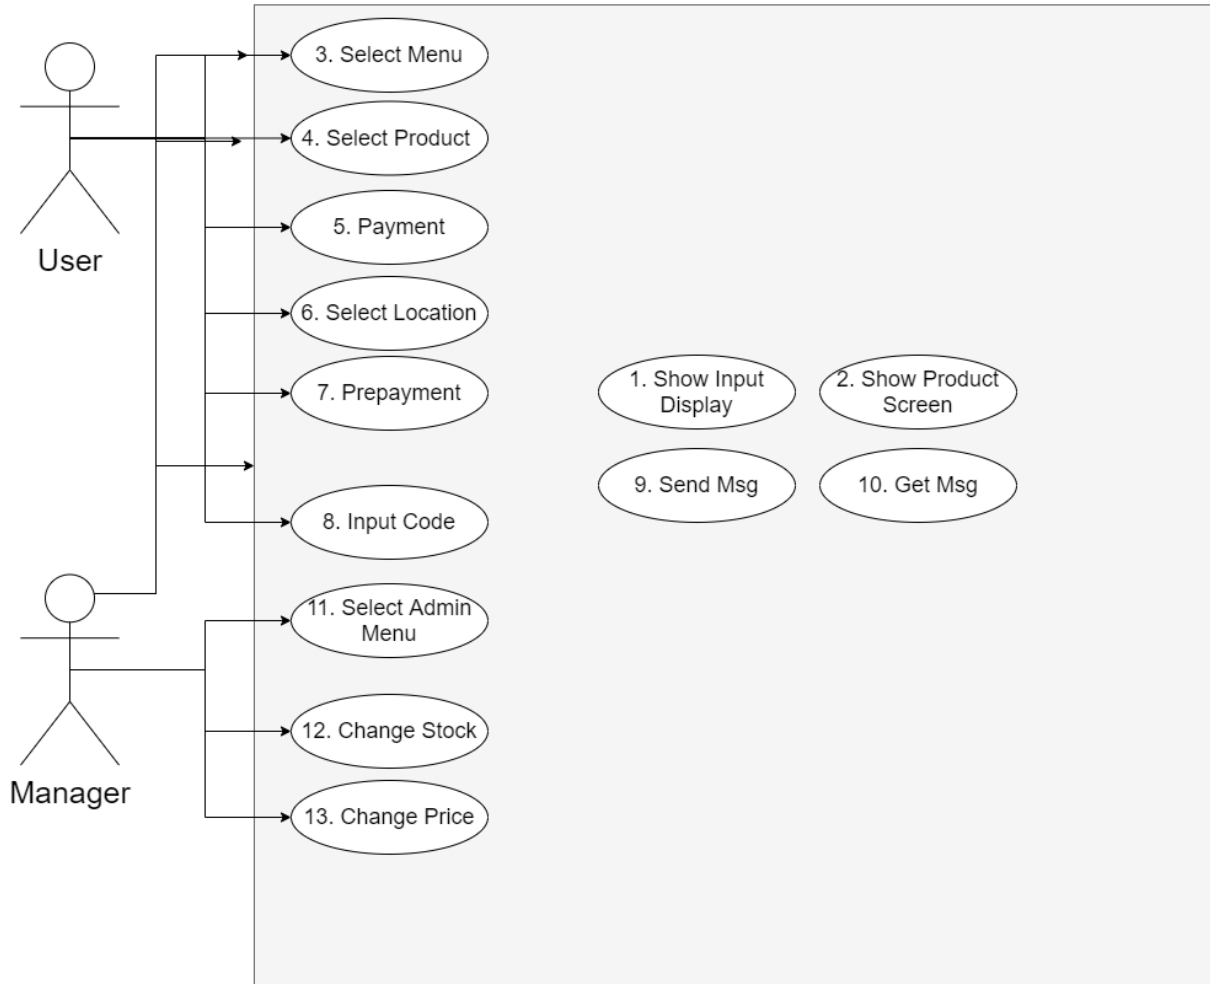 3. Select Menu
4. Select Product
User
5. Payment
6. Select Location
7. Prepayment
1. Show Input
Display
2. Show Product
Screen
9. Send Msg
10. Get Msg
8. Input Code
11. Select Admin
Menu
12. Change Stock
Manager
13. Change Price